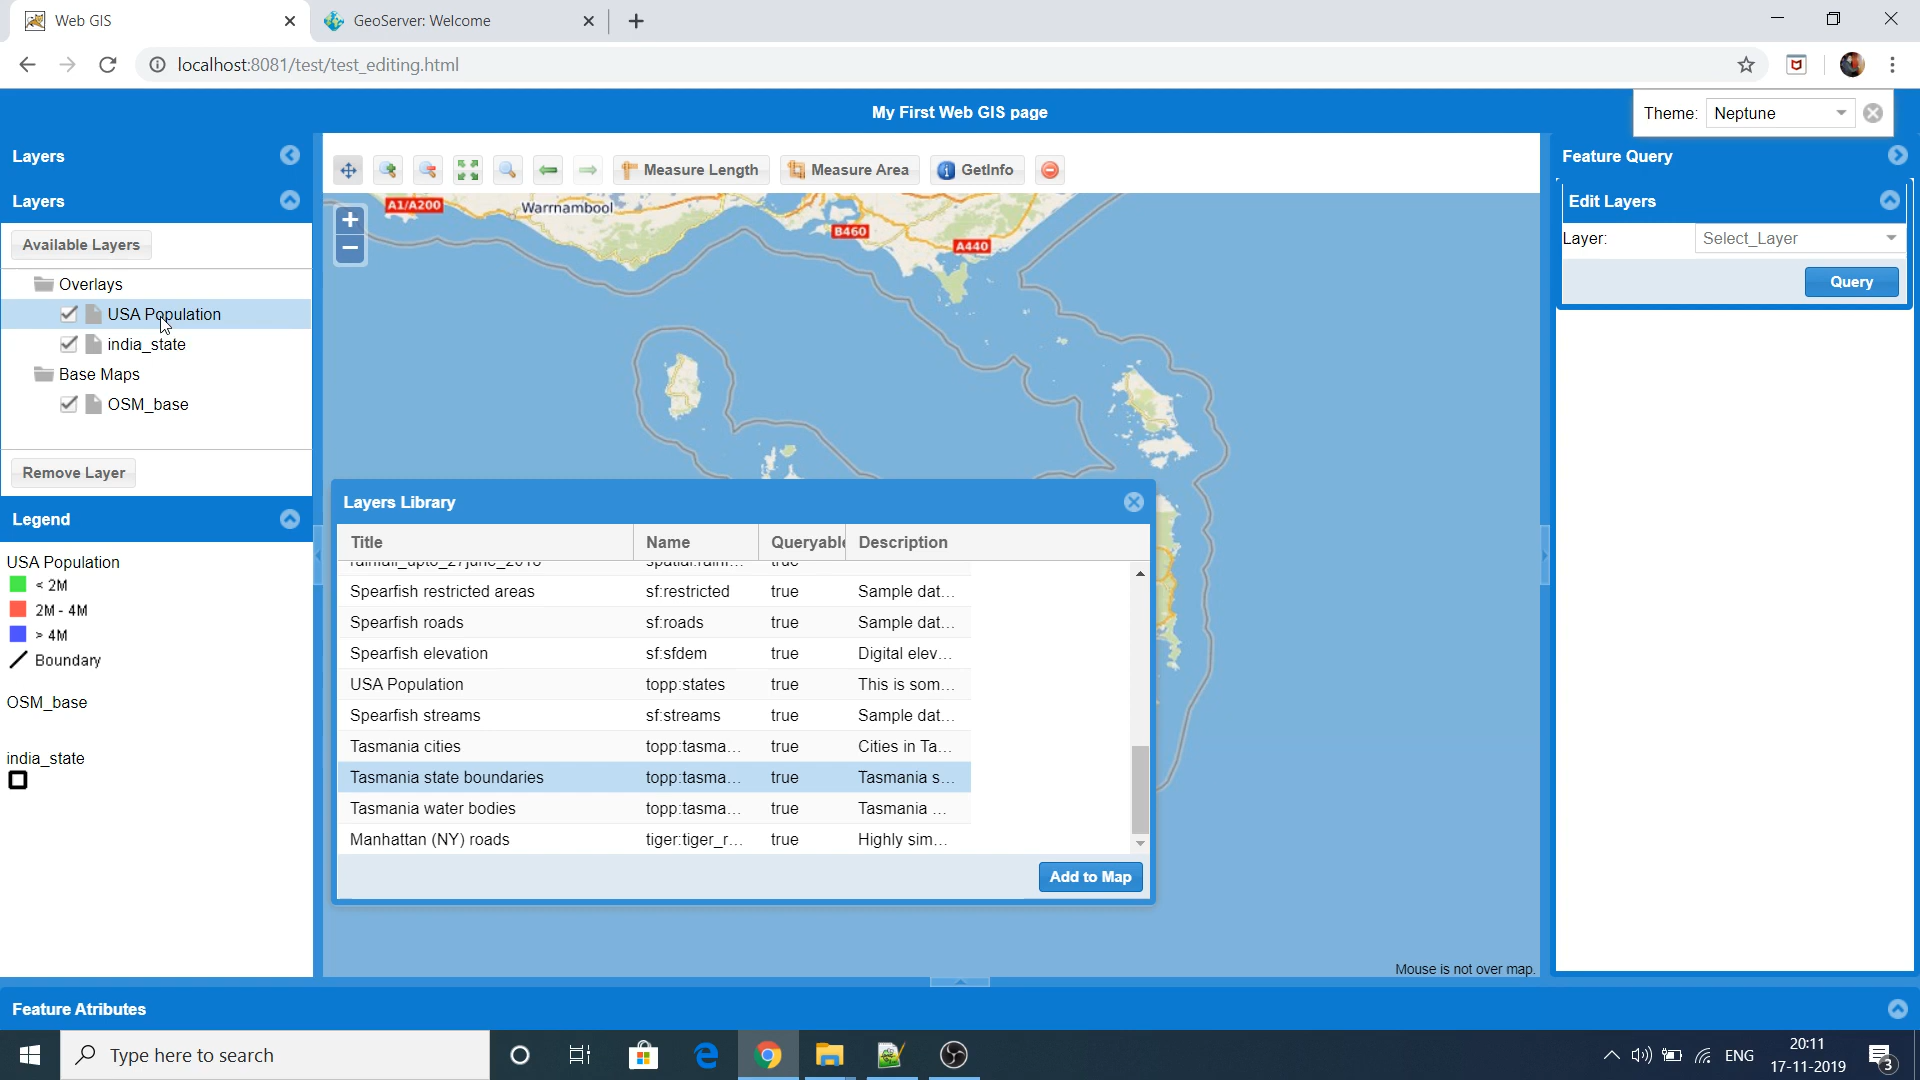 Web GIS
GeoServer: Welcome
localhost:8081/test/test_editing.html
My First Web GIS page
Theme: Neptune
Layers
Layers
Available Layers
Overlays
USA Population
india_state
Base Maps
OSM_base
Remove Layer
Legend
USA Population
< 2M
2M - 4M
> 4M
Boundary
OSM_base
india_state
Measure Length
Measure Area
GetInfo
+
−
A1/A200
Warrnambool
B460
A440
Layers Library
Title Name Queryable Description
Spearfish restricted areas sf:restricted true Sample dat...
Spearfish roads sf:roads true Sample dat...
Spearfish elevation sf:sfdem true Digital elev...
USA Population topp:states true This is som...
Spearfish streams sf:streams true Sample dat...
Tasmania cities topp:tasma... true Cities in Ta...
Tasmania state boundaries topp:tasma... true Tasmania s...
Tasmania water bodies topp:tasma... true Tasmania ...
Manhattan (NY) roads tiger:tiger_r... true Highly sim...
Add to Map
Mouse is not over map.
Feature Query
Edit Layers
Layer: Select_Layer
Query
Feature Atributes
Type here to search
ENG
20:11
17-11-2019
3